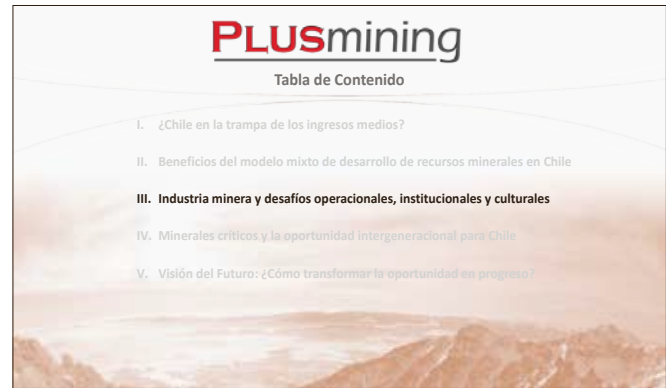 PLUSmining
Tabla de Contenido
I. ¿Chile en la trampa de los ingresos medios?
II. Beneficios del modelo mixto de desarrollo de recursos minerales en Chile
III. Industria minera y desafíos operacionales, institucionales y culturales
IV. Minerales críticos y la oportunidad intergeneracional para Chile
V. Visión del Futuro: ¿Cómo transformar la oportunidad en progreso?